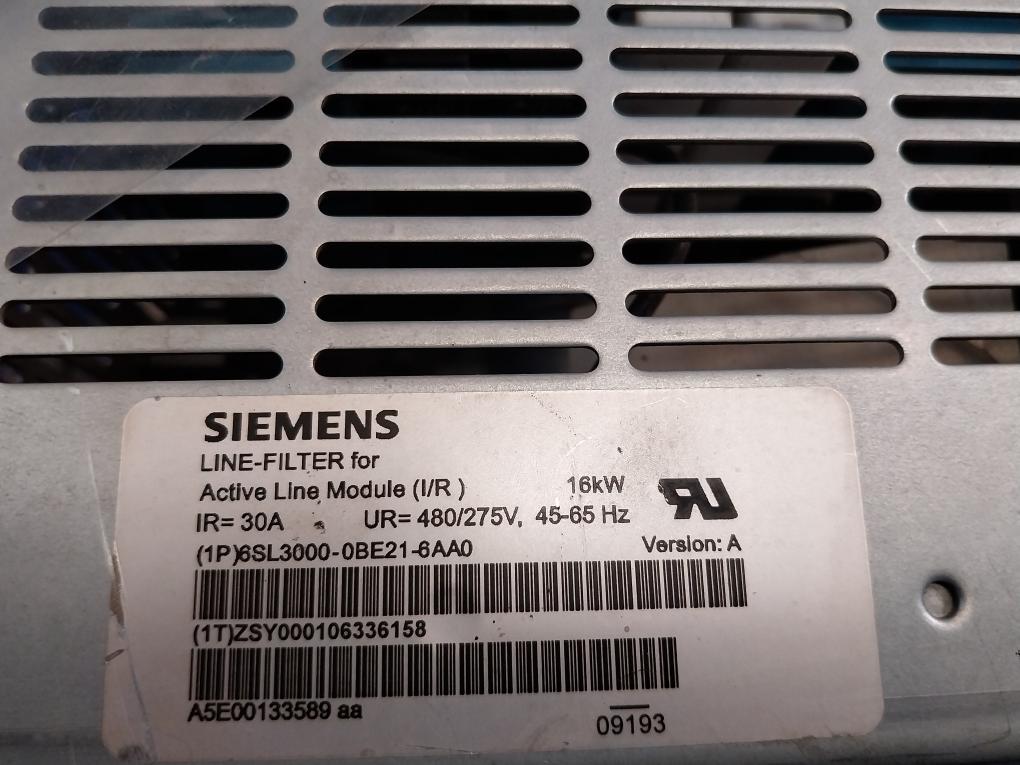 SIEMENS
LINE-FILTER for
Active Line Module (I/R ) 16kW
IR= 30A UR= 480/275V, 45-65 Hz
(1P)6SL3000-0BE21-6AA0 Version: A
(1T)ZSY000106336158
A5E00133589 aa
09193